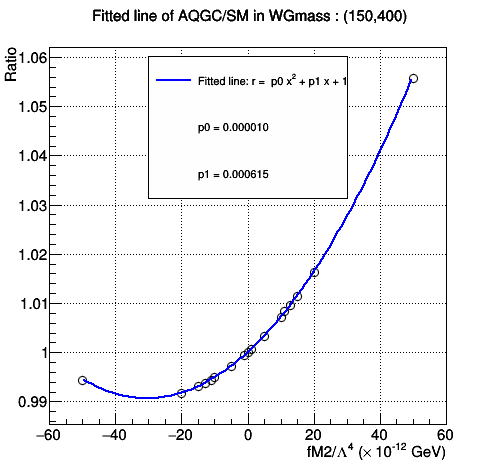 Fitted line of AQGC/SM in WGmass : (150,400)
Ratio
1.06
1.05
1.04
1.03
1.02
1.01
1
0.99
Fitted line: r = p0 x² + p1 x + 1
p0 = 0.000010
p1 = 0.000615
−60 −40 −20 0 20 40 60
fM2/Λ⁴ (× 10⁻¹² GeV)